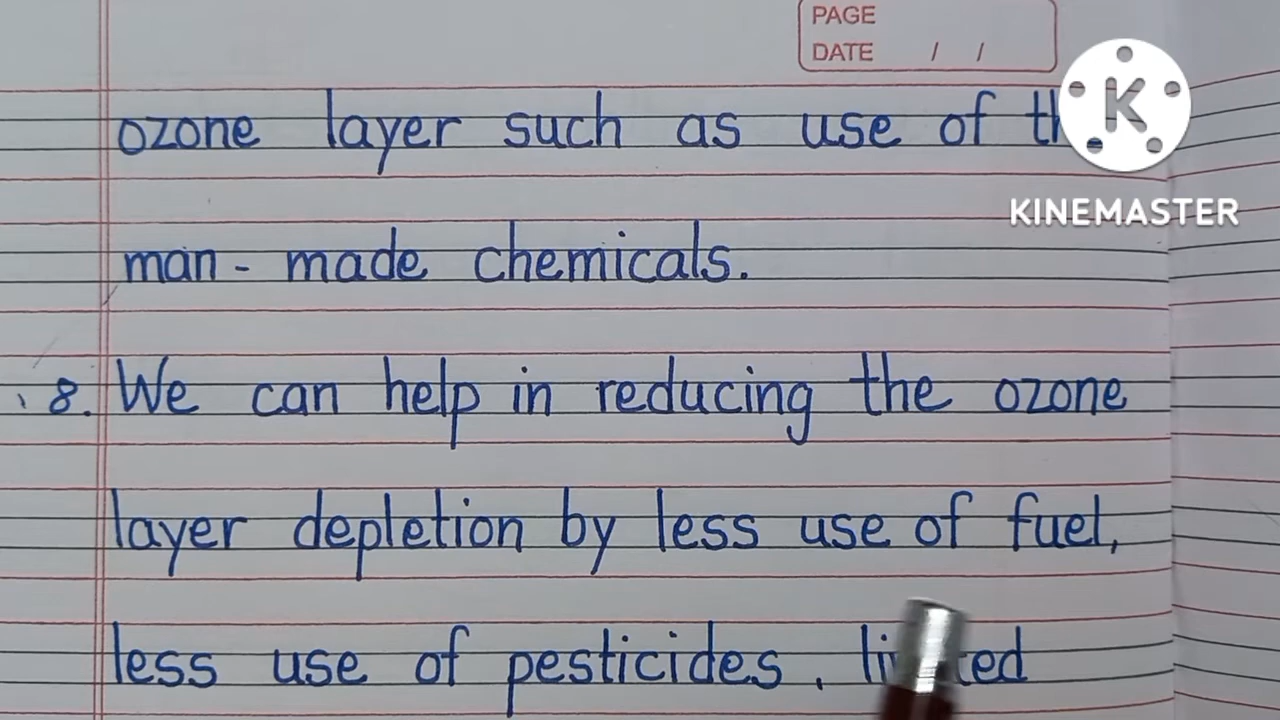 PAGE
DATE / /
ozone layer such as use of
KINEMASTER
man - made chemicals.
8. We can help in reducing the ozone
layer depletion by less use of fuel,
less use of pesticides,